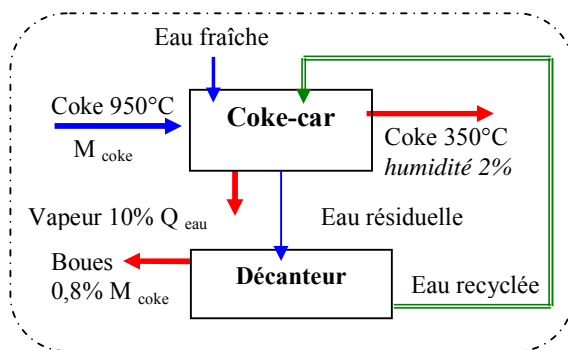 Eau fraîche
Coke 950°C
M coke
Coke-car
Coke 350°C
humidité 2%
Vapeur 10% Q eau
Eau résiduelle
Boues
0,8% M coke
Décanteur
Eau recyclée